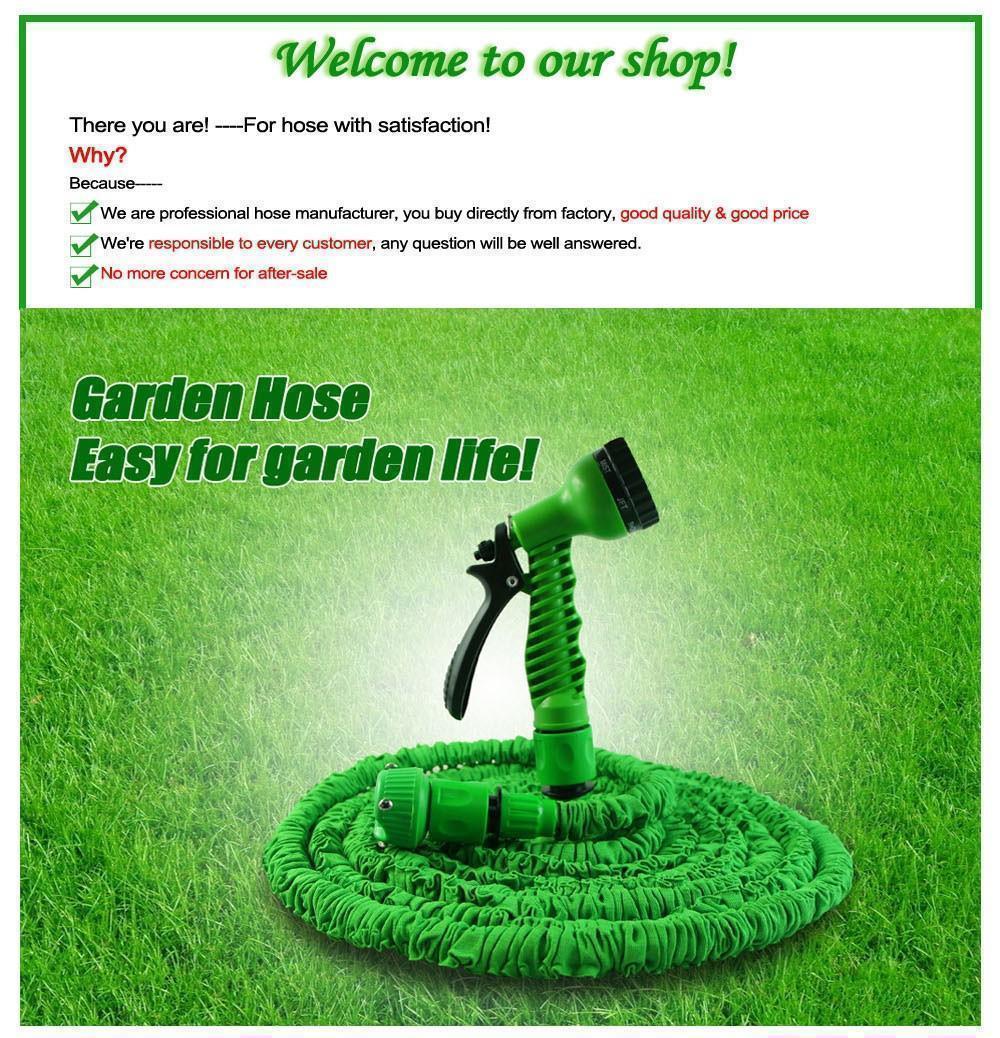 Welcome to our shop!
There you are! ----For hose with satisfaction!
Why?
Because-----
We are professional hose manufacturer, you buy directly from factory, good quality & good price
We're responsible to every customer, any question will be well answered.
No more concern for after-sale
Garden Hose
Easy for garden life!
MIST